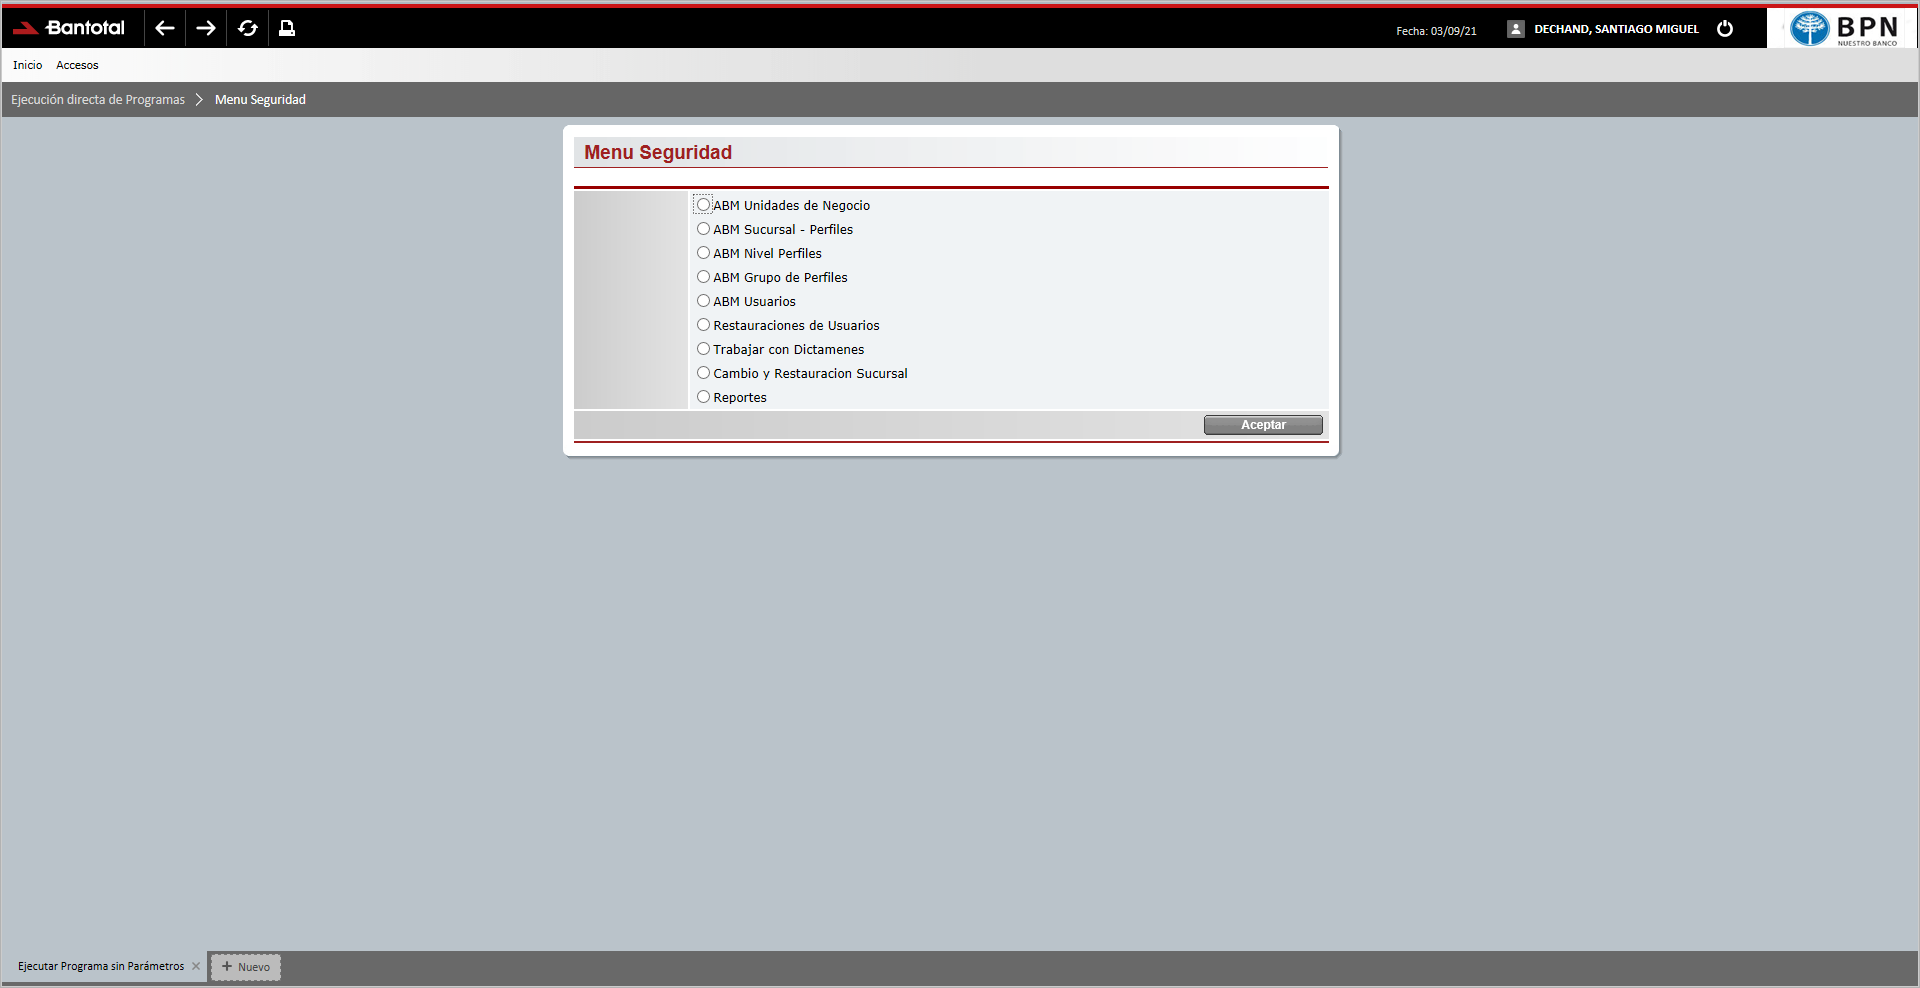 Bantotal
Fecha: 03/09/21
DECHAND, SANTIAGO MIGUEL
BPN
NUESTRO BANCO
Inicio Accesos
Ejecución directa de Programas Menu Seguridad
Menu Seguridad
ABM Unidades de Negocio
ABM Sucursal - Perfiles
ABM Nivel Perfiles
ABM Grupo de Perfiles
ABM Usuarios
Restauraciones de Usuarios
Trabajar con Dictamenes
Cambio y Restauracion Sucursal
Reportes
Aceptar
Ejecutar Programa sin Parámetros
+ Nuevo